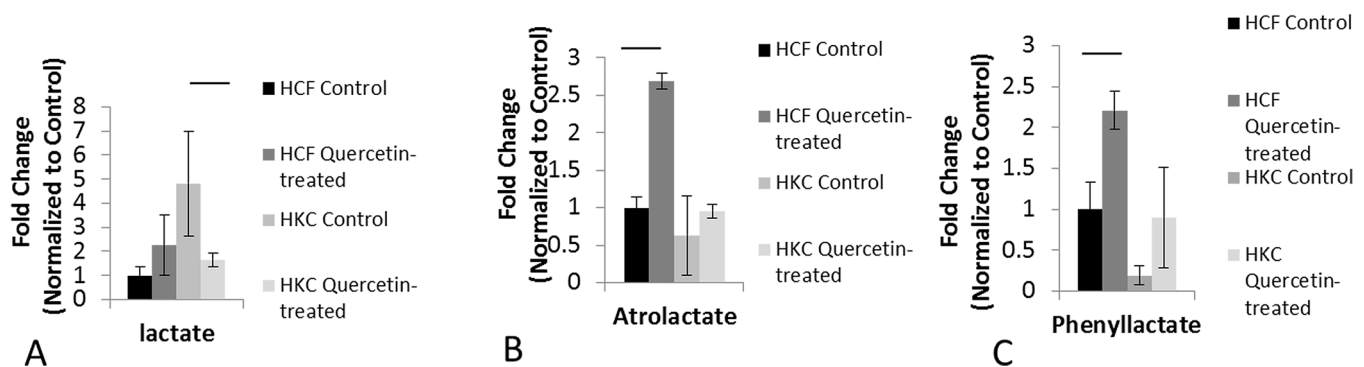 Fold Change
(Normalized to Control)
8
7
6
5
4
3
2
1
0
lactate
HCF Control
HCF Quercetin-
treated
HKC Control
HKC Quercetin-
treated
A
Fold Change
(Normalized to Control)
3
2.5
2
1.5
1
0.5
0
Atrolactate
HCF Control
HCF Quercetin-
treated
HKC Control
HKC Quercetin-
treated
B
Fold Change
(Normalized to Control)
3
2.5
2
1.5
1
0.5
0
Phenyllactate
HCF Control
HCF
Quercetin-
treated
HKC Control
HKC
Quercetin-
treated
C